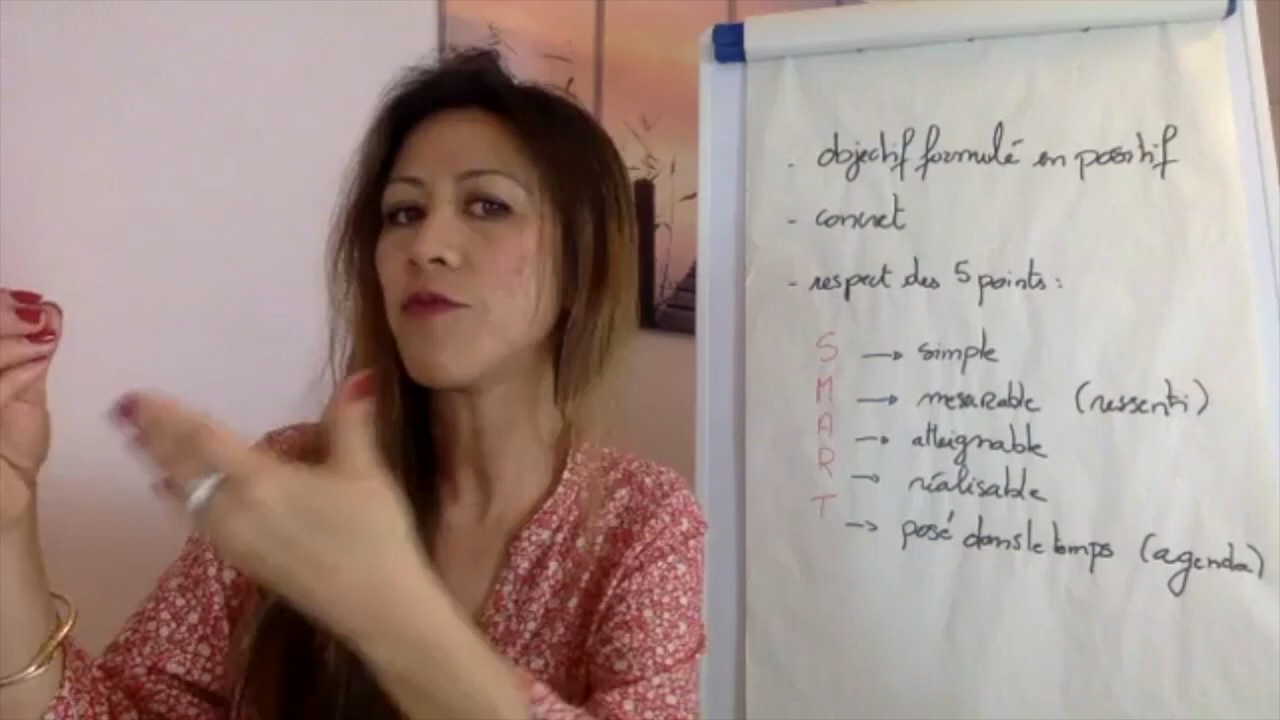 - objectif formulé en positif
- concret
- respect des 5 points :
S → simple
M → mesurable (ressenti)
A → atteignable
R → réalisable
T → posé dans le temps (agenda)